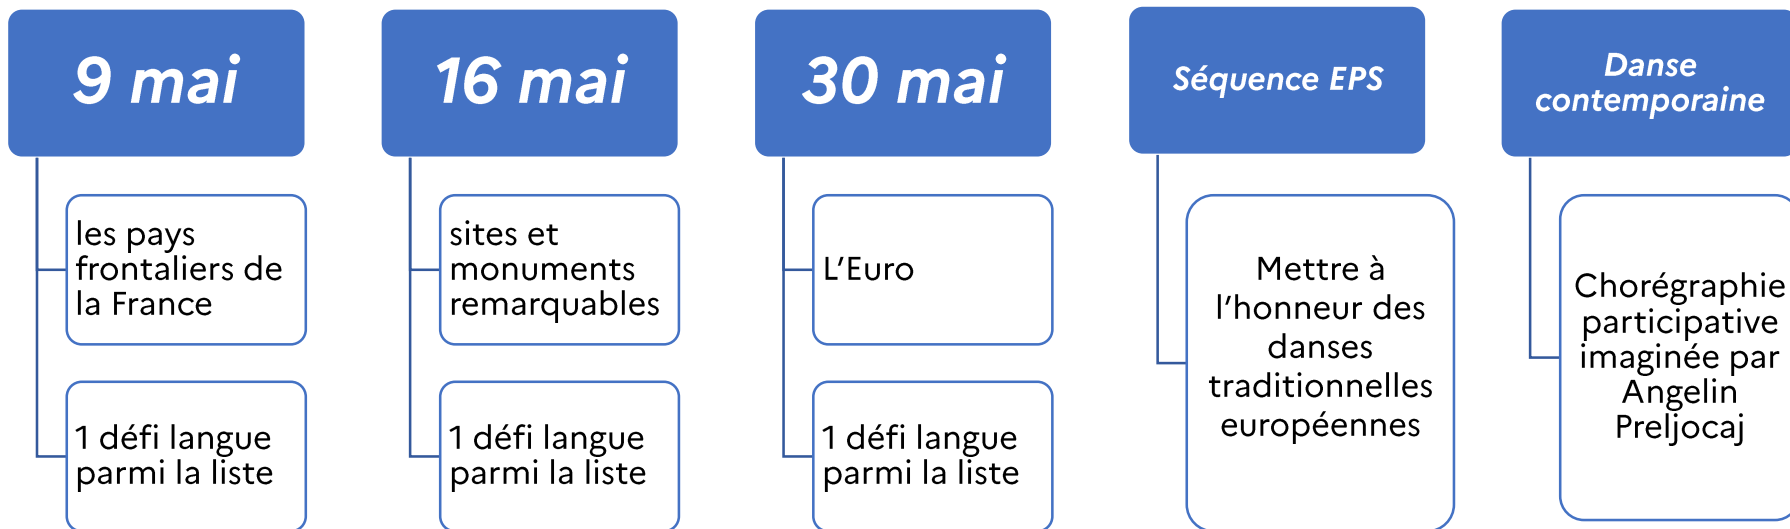 9 mai
les pays
frontaliers de
la France
1 défi langue
parmi la liste
16 mai
sites et
monuments
remarquables
1 défi langue
parmi la liste
30 mai
L'Euro
1 défi langue
parmi la liste
Séquence EPS
Mettre à
l'honneur des
danses
traditionnelles
européennes
Danse
contemporaine
Chorégraphie
participative
imaginée par
Angelin
Preljocaj